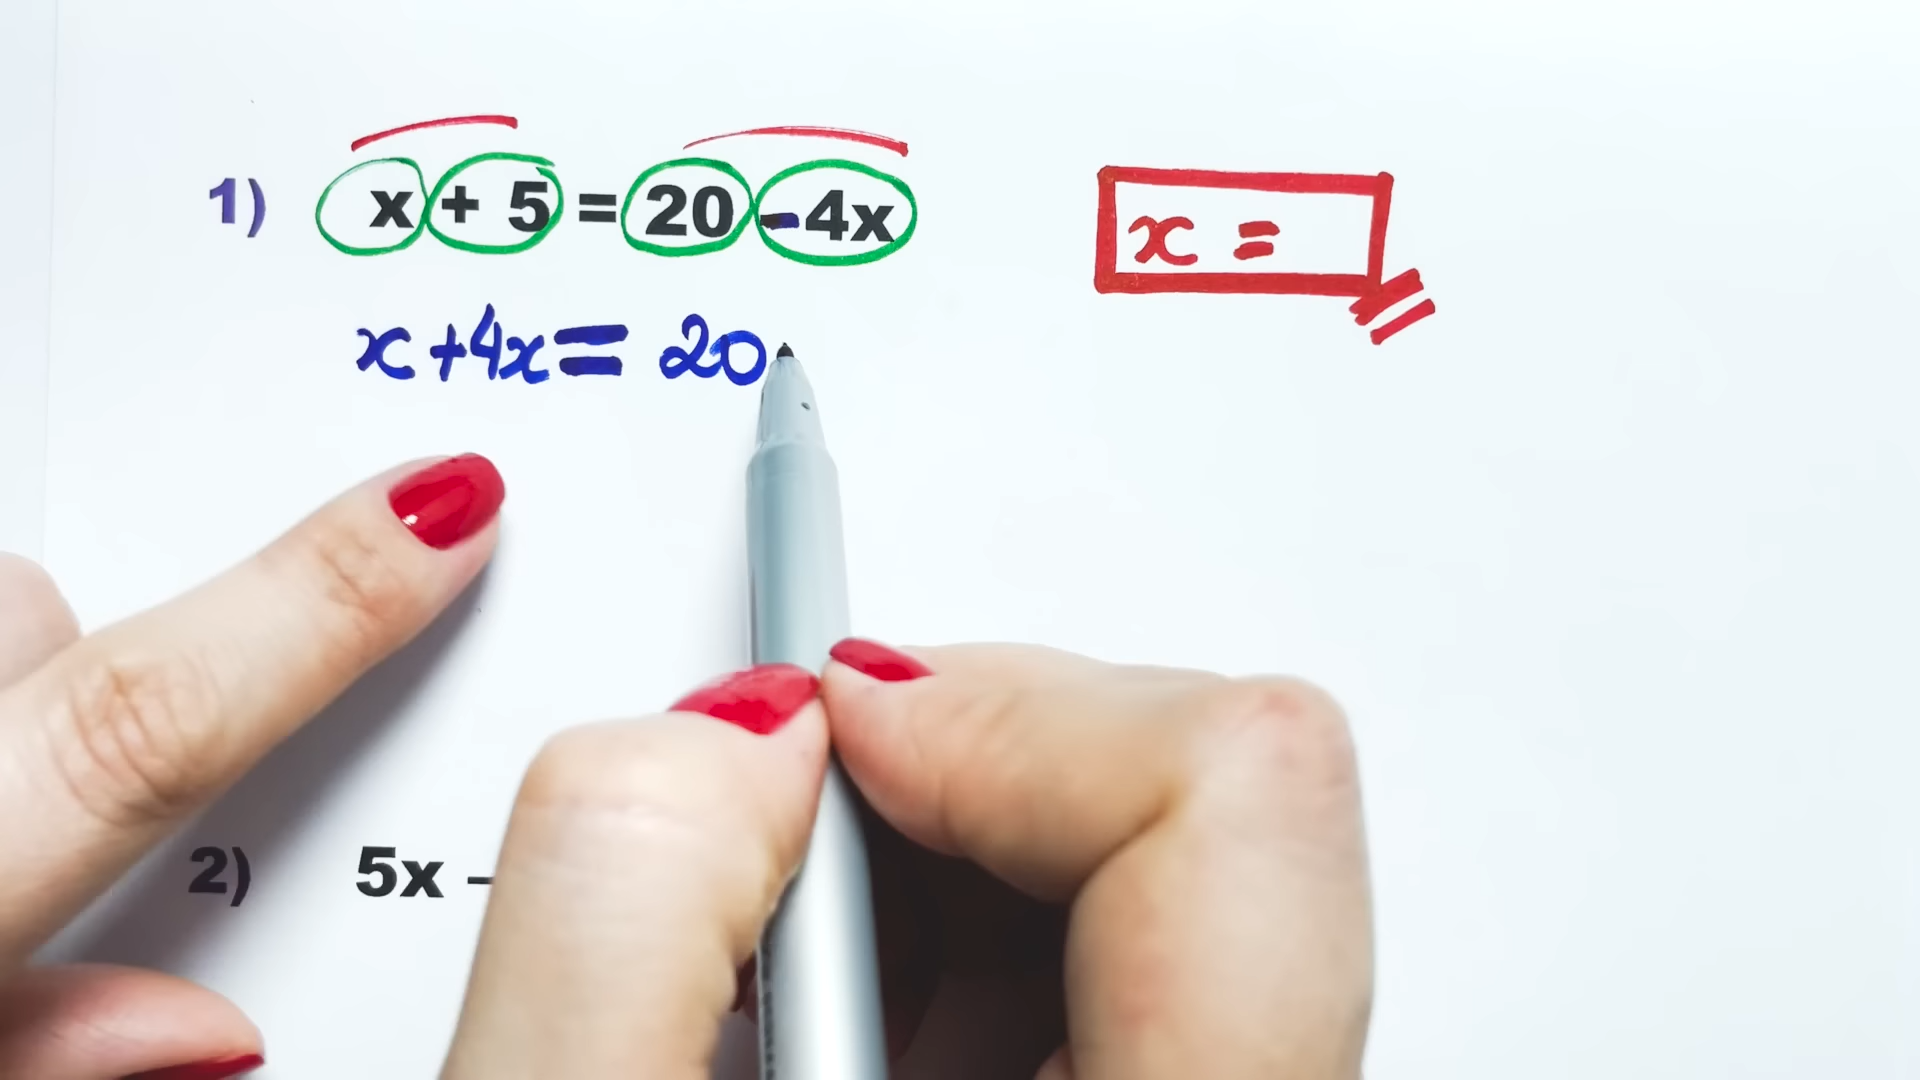 1) x + 5 = 20 -4x
x =
x +4x = 20
2) 5x -